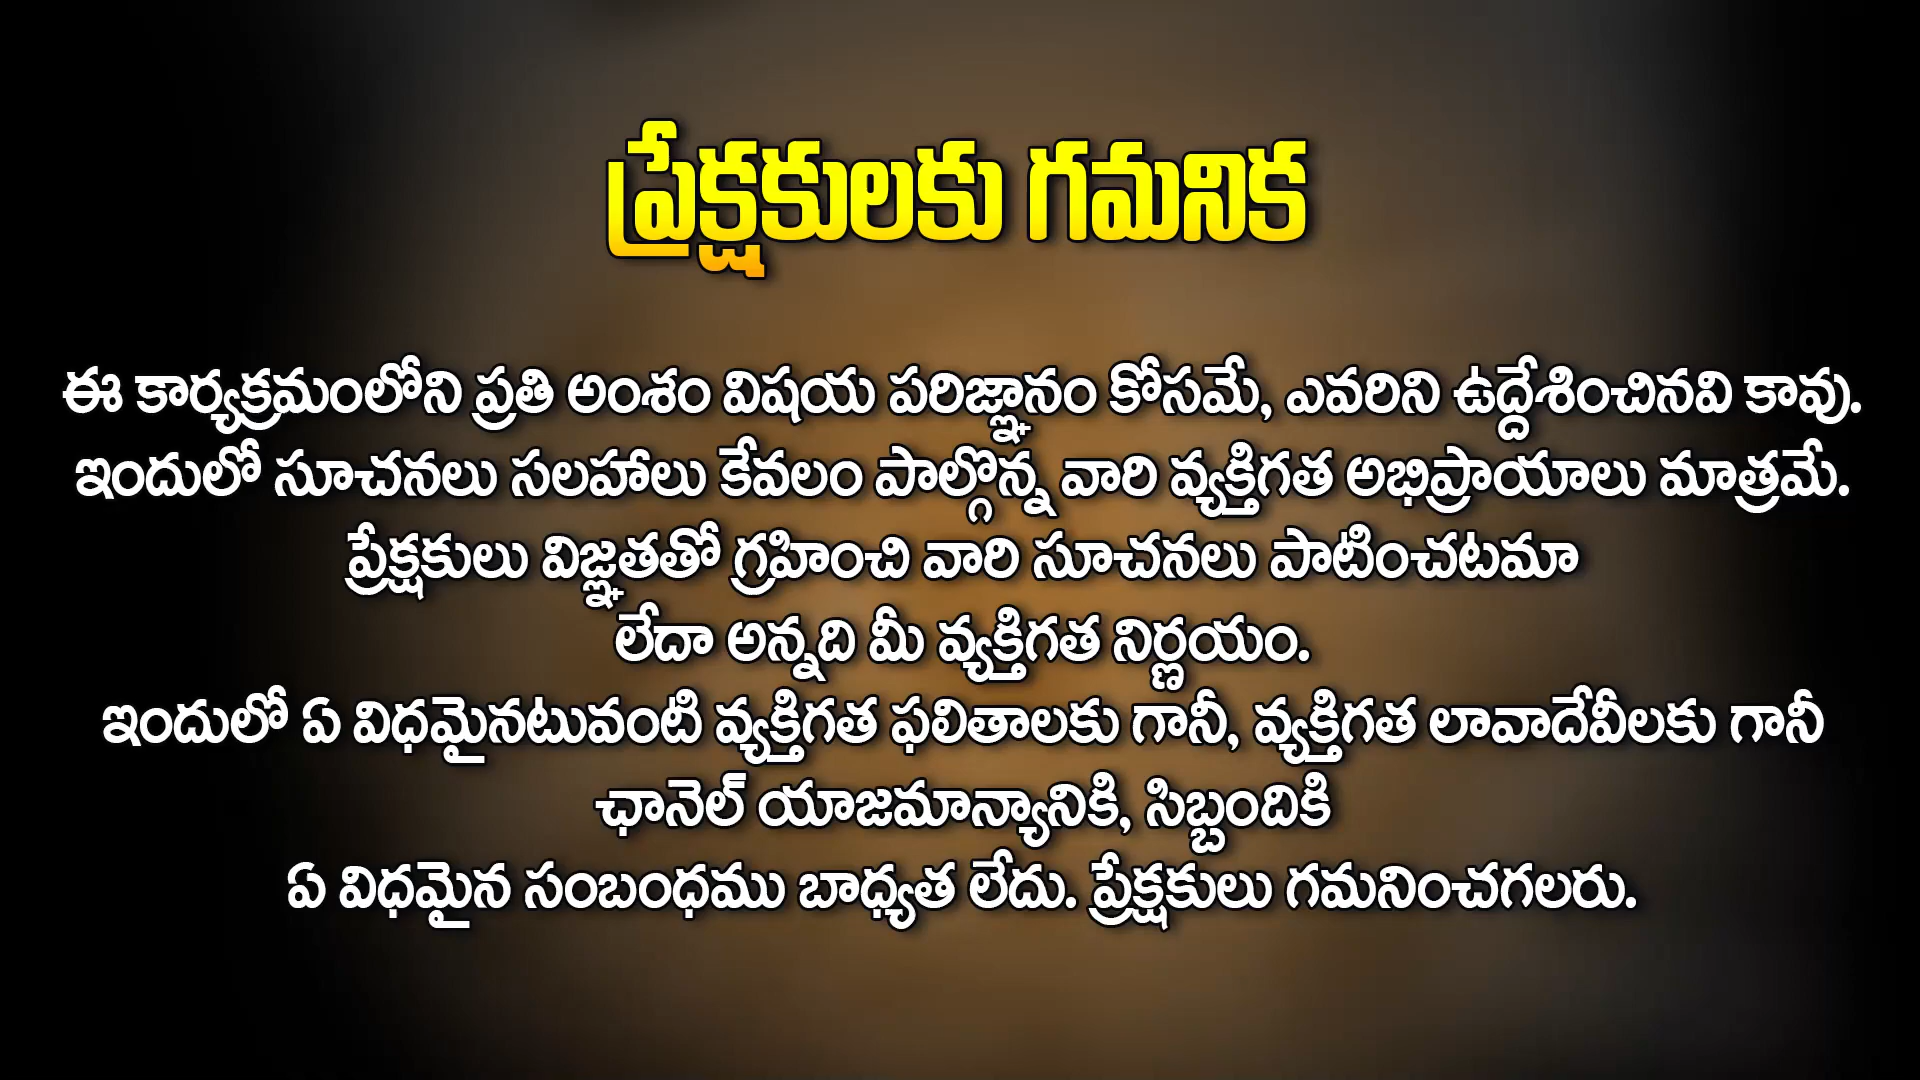 ప్రేక్షకులకు గమనిక
ఈ కార్యక్రమంలోని ప్రతి అంశం విషయ పరిజ్ఞానం కోసమే, ఎవరిని ఉద్దేశించినవి కావు.
ఇందులో సూచనలు సలహాలు కేవలం పాల్గొన్న వారి వ్యక్తిగత అభిప్రాయాలు మాత్రమే.
ప్రేక్షకులు విజ్ఞతతో గ్రహించి వారి సూచనలు పాటించటమా
లేదా అన్నది మీ వ్యక్తిగత నిర్ణయం.
ఇందులో ఏ విధమైనటువంటి వ్యక్తిగత ఫలితాలకు గానీ, వ్యక్తిగత లావాదేవీలకు గానీ
ఛానెల్ యాజమాన్యానికి, సిబ్బందికి
ఏ విధమైన సంబంధము బాధ్యత లేదు. ప్రేక్షకులు గమనించగలరు.